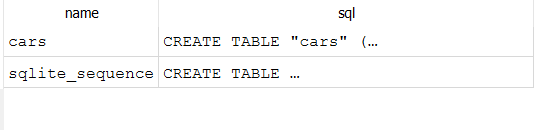 name sql
cars CREATE TABLE "cars" (…
sqlite_sequence CREATE TABLE …